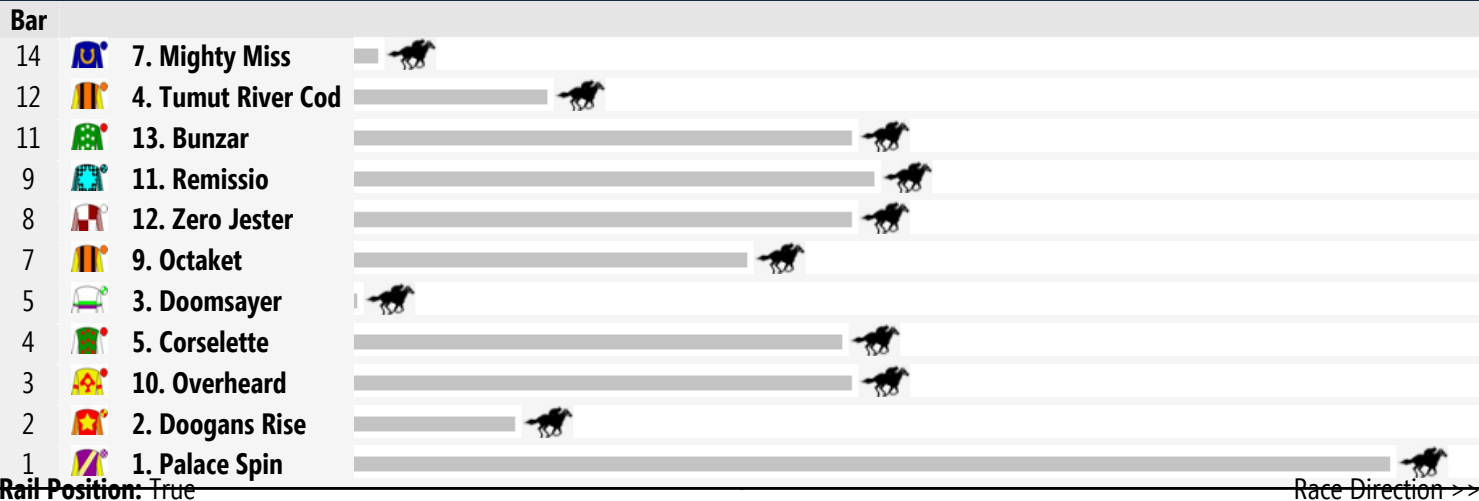 Bar
14 7. Mighty Miss
12 4. Tumut River Cod
11 13. Bunzar
9 11. Remissio
8 12. Zero Jester
7 9. Octaket
5 3. Doomsayer
4 5. Corselette
3 10. Overheard
2 2. Doogans Rise
1 1. Palace Spin
Rail Position: True Race Direction >>